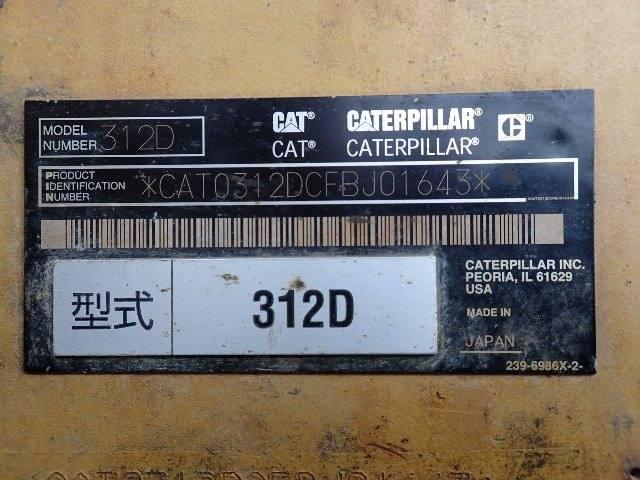 MODEL NUMBER 312D
CAT® CATERPILLAR® C®
CAT® CATERPILLAR®
PRODUCT IDENTIFICATION NUMBER *CAT0312DCFBJ01643*
型式 312D
CATERPILLAR INC.
PEORIA, IL 61629
USA
MADE IN
JAPAN
239-6986X-2-